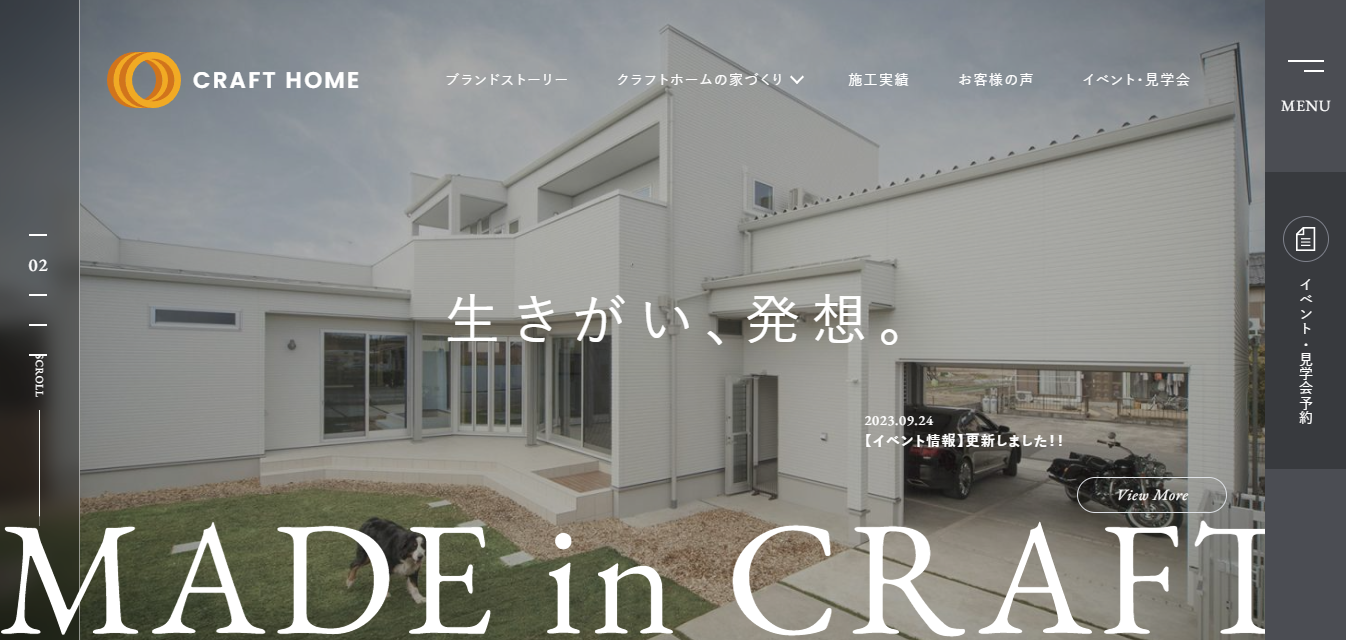 CRAFT HOME
ブランドストーリー
クラフトホームの家づくり
施工実績
お客様の声
イベント・見学会
MENU
02
SCROLL
イベント・見学会予約
生きがい、発想。
2023.09.24
【イベント情報】更新しました！！
View More
MADE in CRAFT